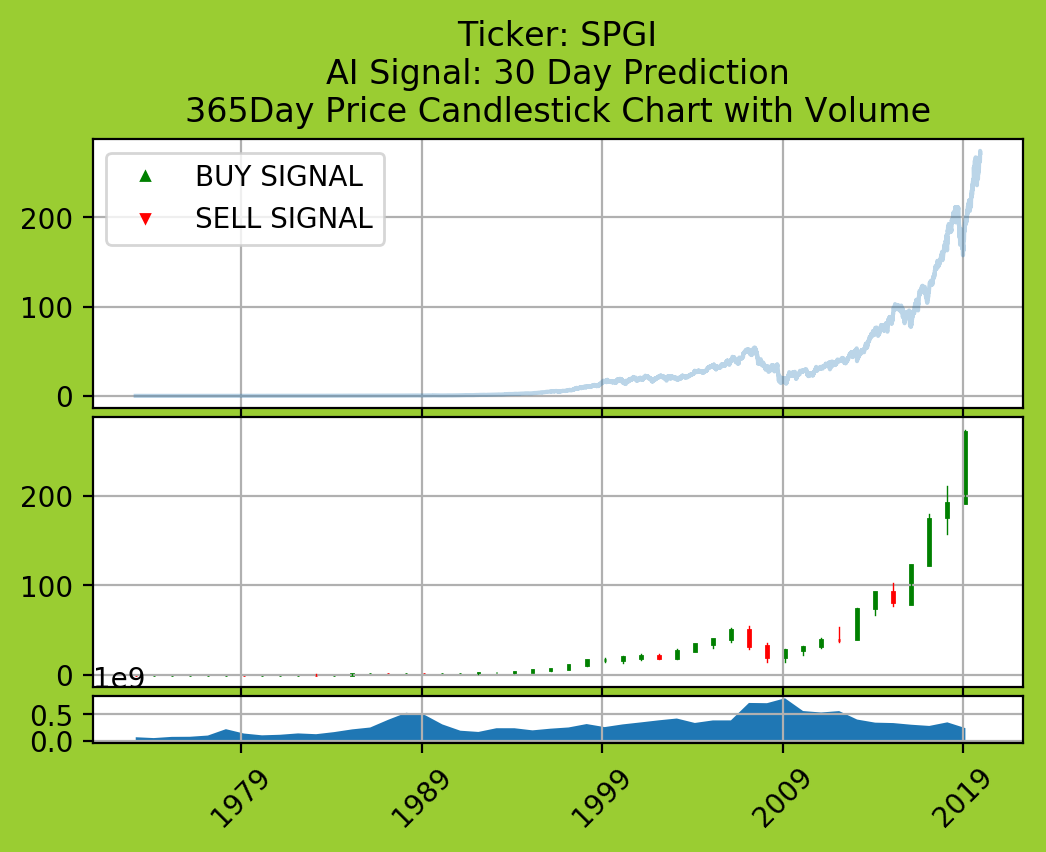 Ticker: SPGI
AI Signal: 30 Day Prediction
365Day Price Candlestick Chart with Volume
BUY SIGNAL
SELL SIGNAL
200
100
0
200
100
0
1e9
0.5
0.0
1979
1989
1999
2009
2019